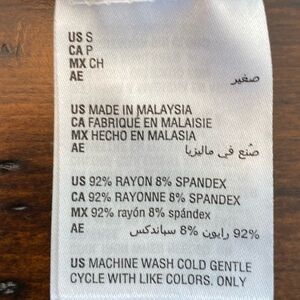 US S
CA P
MX CH
AE صغير
US MADE IN MALAYSIA
CA FABRIQUÉ EN MALAISIE
MX HECHO EN MALASIA
AE صنع في ماليزيا
US 92% RAYON 8% SPANDEX
CA 92% RAYONNE 8% SPANDEX
MX 92% rayón 8% spándex
AE 92% رايون 8% سباندكس
US MACHINE WASH COLD GENTLE
CYCLE WITH LIKE COLORS. ONLY